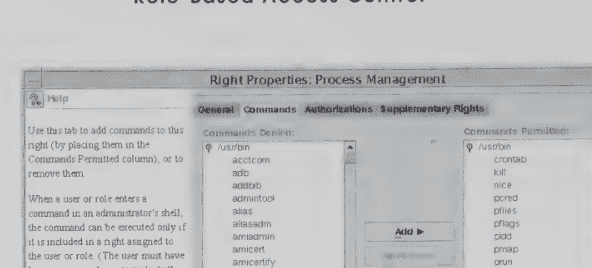 Role-Based Access Control
Right Properties: Process Management
Help
General Commands Authorizations Supplementary Rights
Use this tab to add commands to this
right (by placing them in the
Commands Permitted column), or to
remove them.
When a user or role enters a
command in an administrator's shell,
the command can be executed only if
it is included in a right assigned to
the user or role. (The user must have
Commands Denied:
/usr/bin
acctcom
adb
addbib
admintool
alias
aliasadm
amiadmin
amicert
amicertify
Add
Commands Permitted:
/usr/bin
crontab
kill
nice
pcred
pfiles
pflags
pldd
pmap
prun